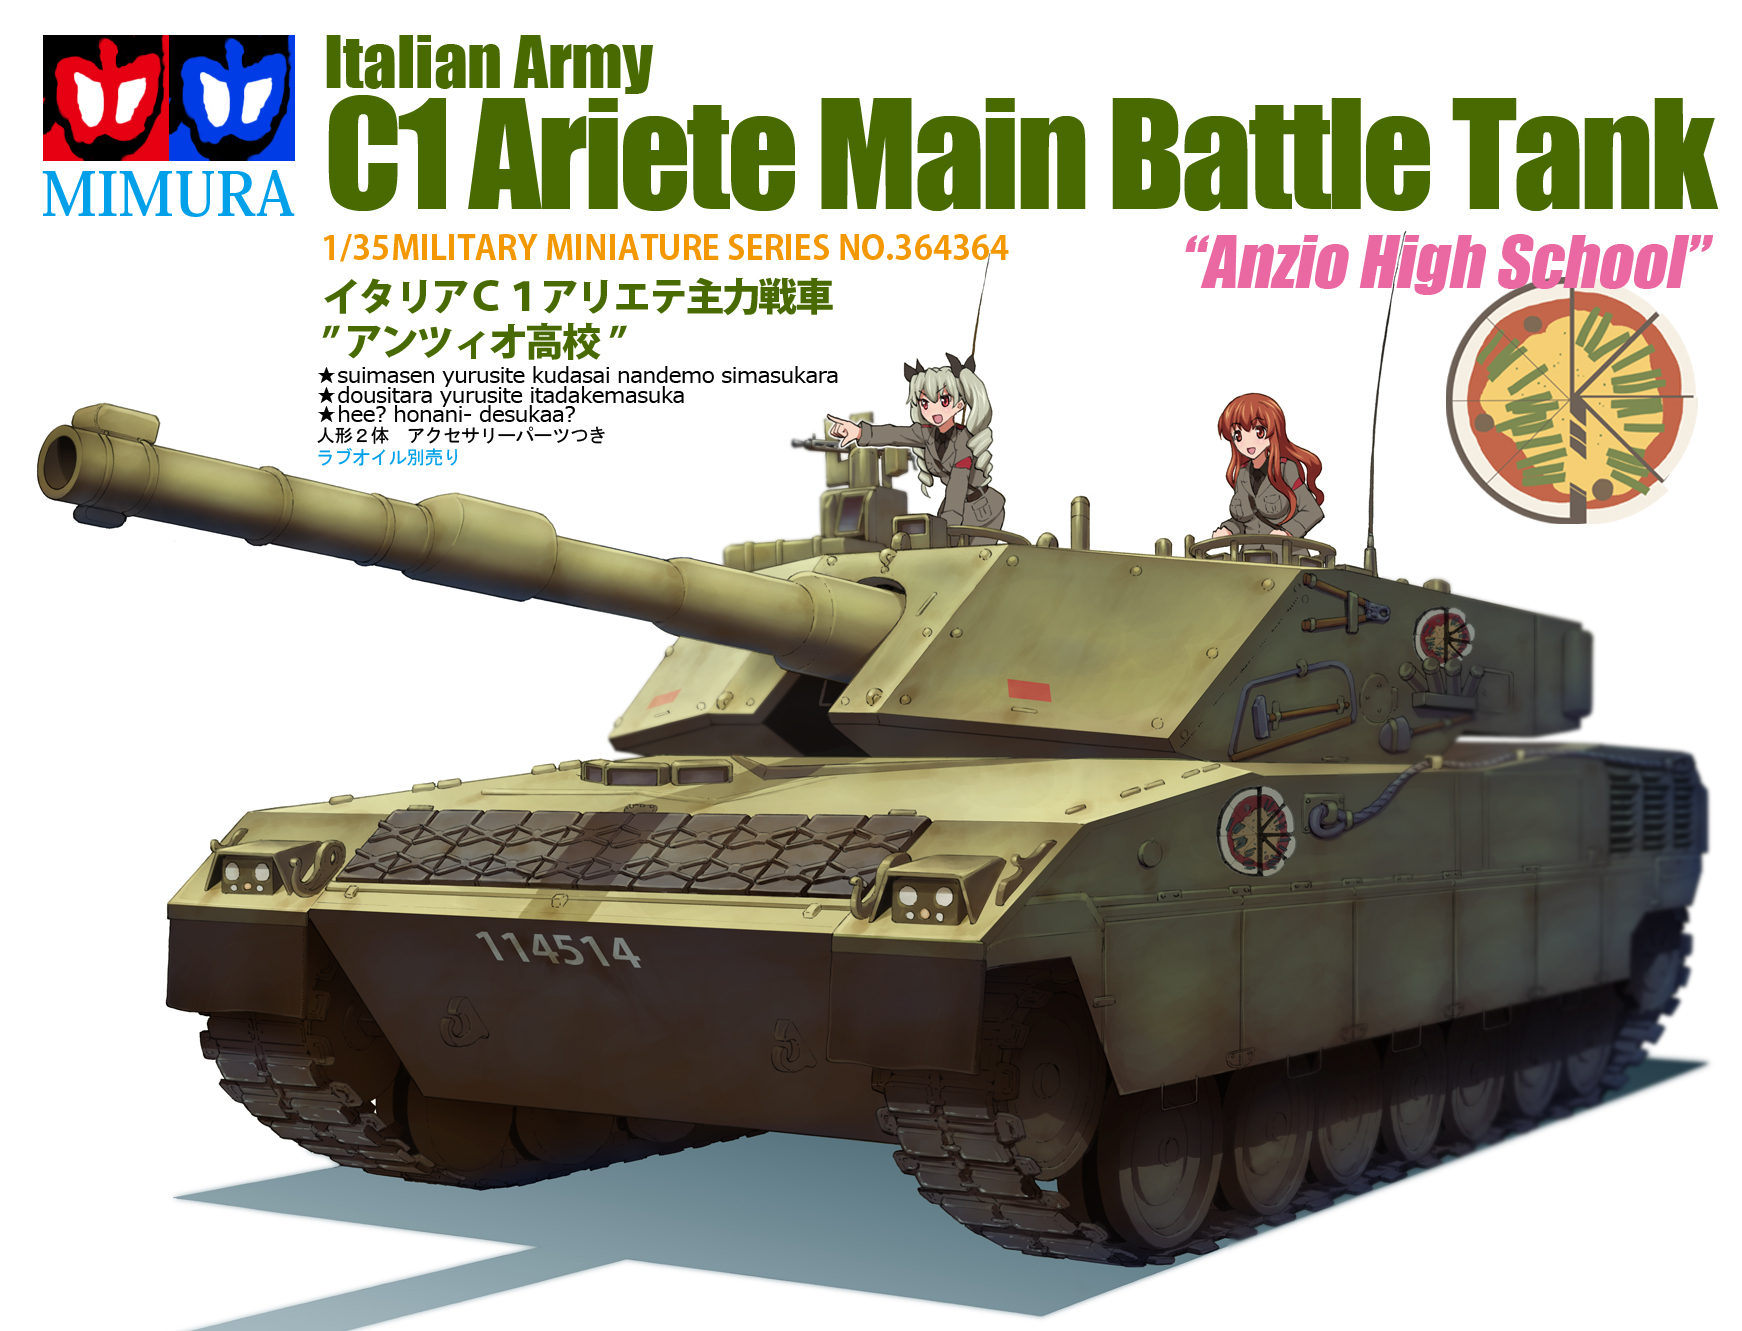 MIMURA
Italian Army
C1 Ariete Main Battle Tank
1/35MILITARY MINIATURE SERIES NO.364364
“Anzio High School”
イタリアC1アリエテ主力戦車
”アンツィオ高校”
★suimasen yurusite kudasai nandemo simasukara
★dousitara yurusite itadakemasuka
★hee? honani- desukaa?
人形２体　アクセサリーパーツつき
ラブオイル別売り
114514